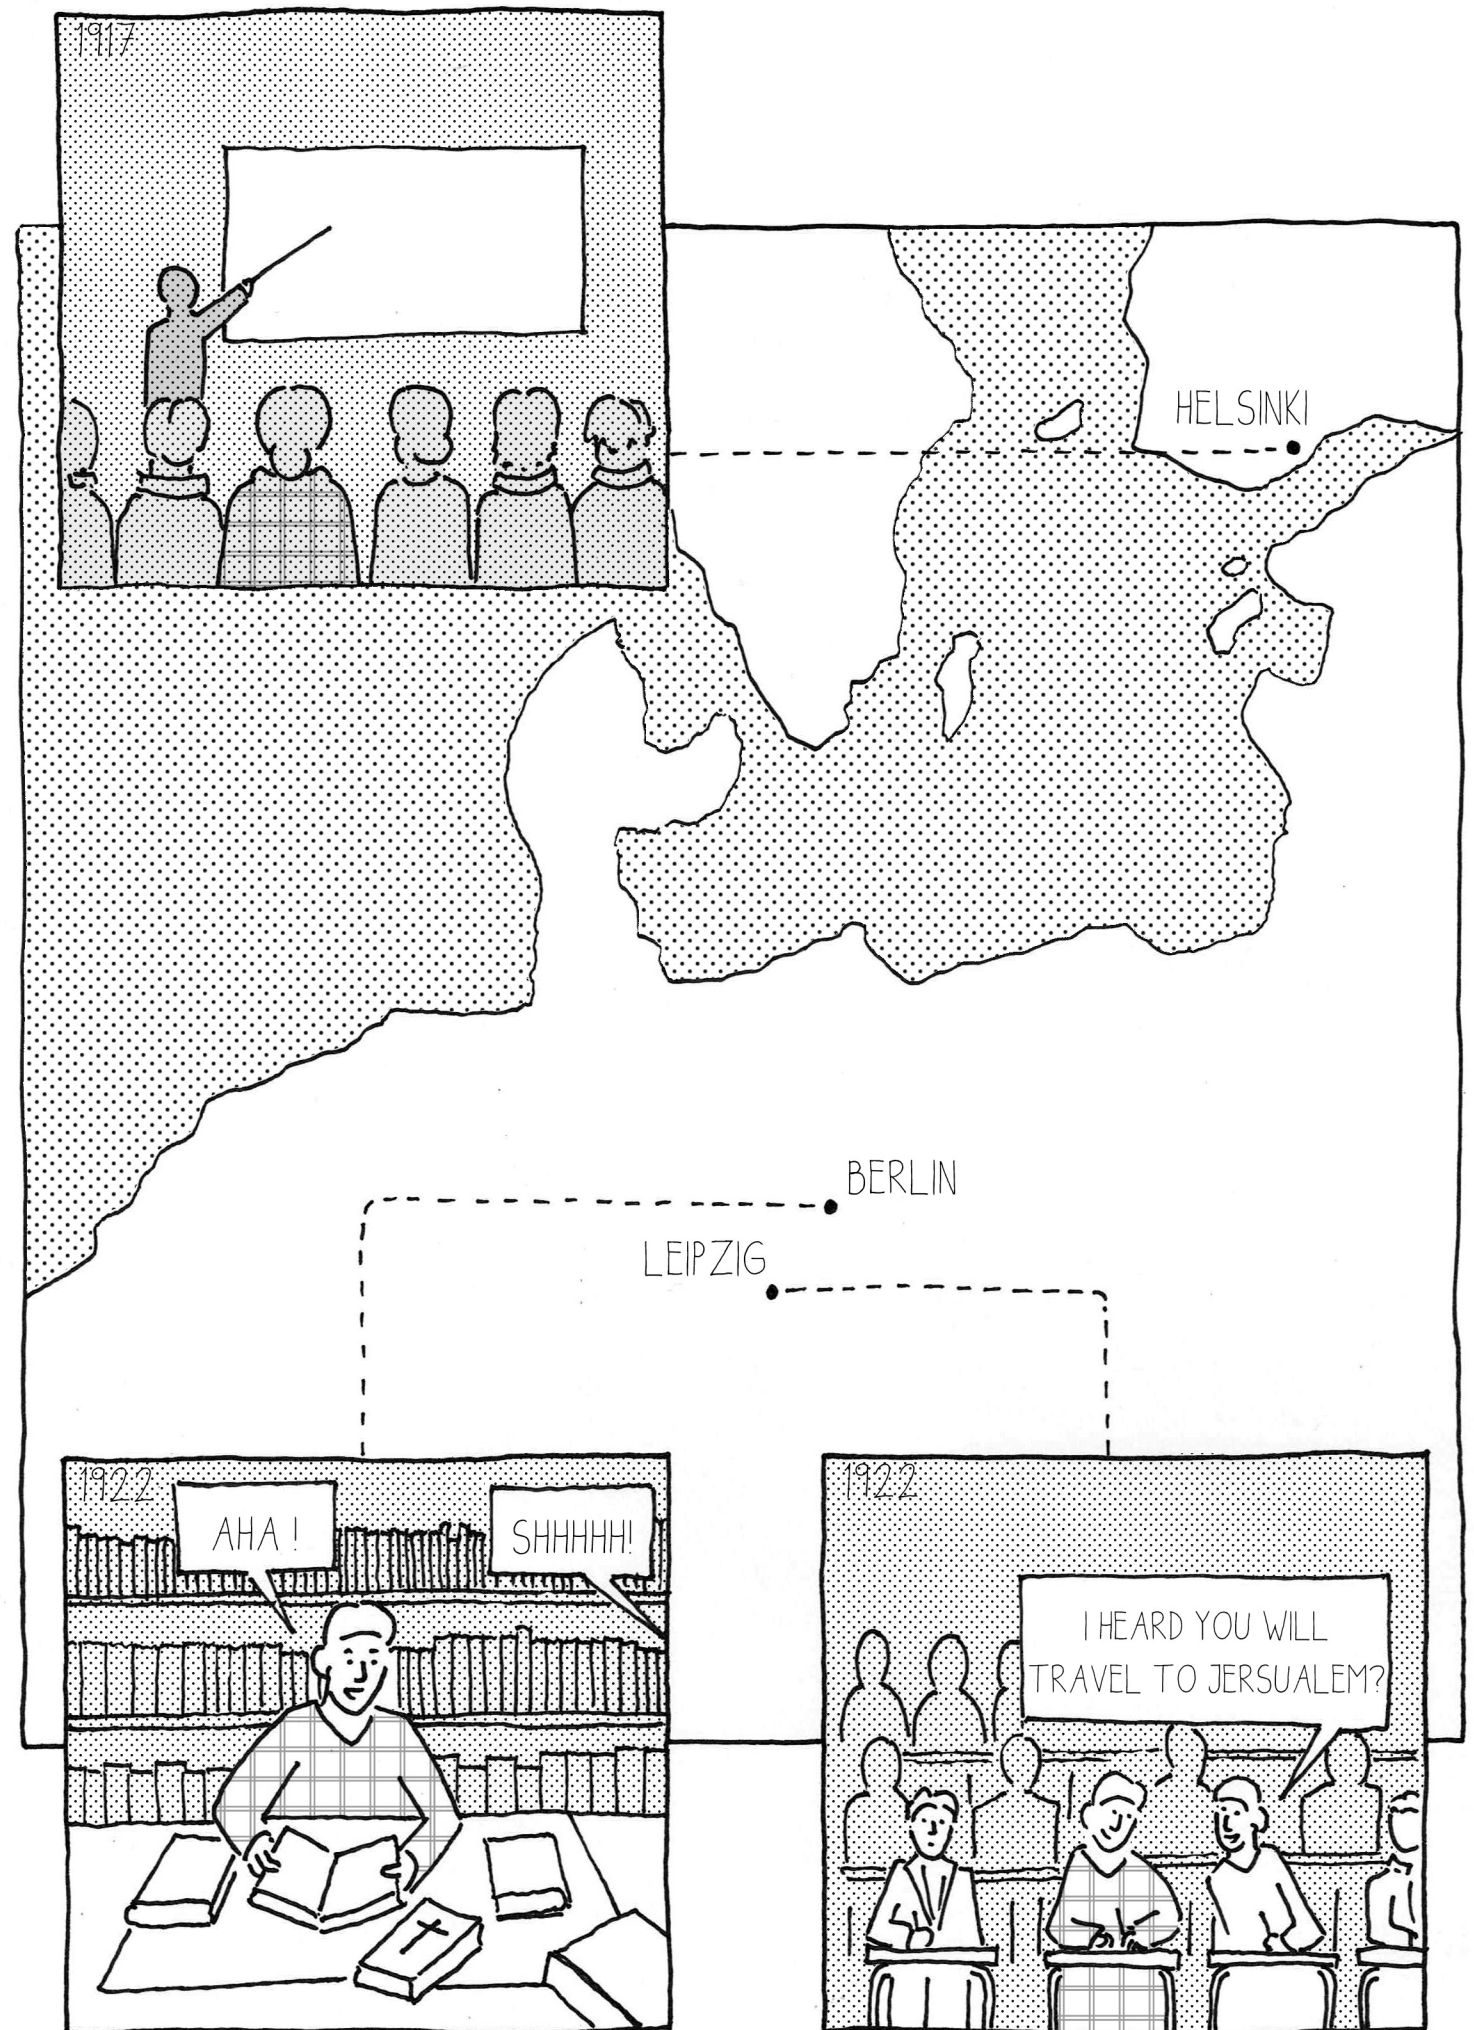 1917
HELSINKI
BERLIN
LEIPZIG
1922
AHA !
SHHHHH!
1922
I HEARD YOU WILL
TRAVEL TO JERSUALEM?